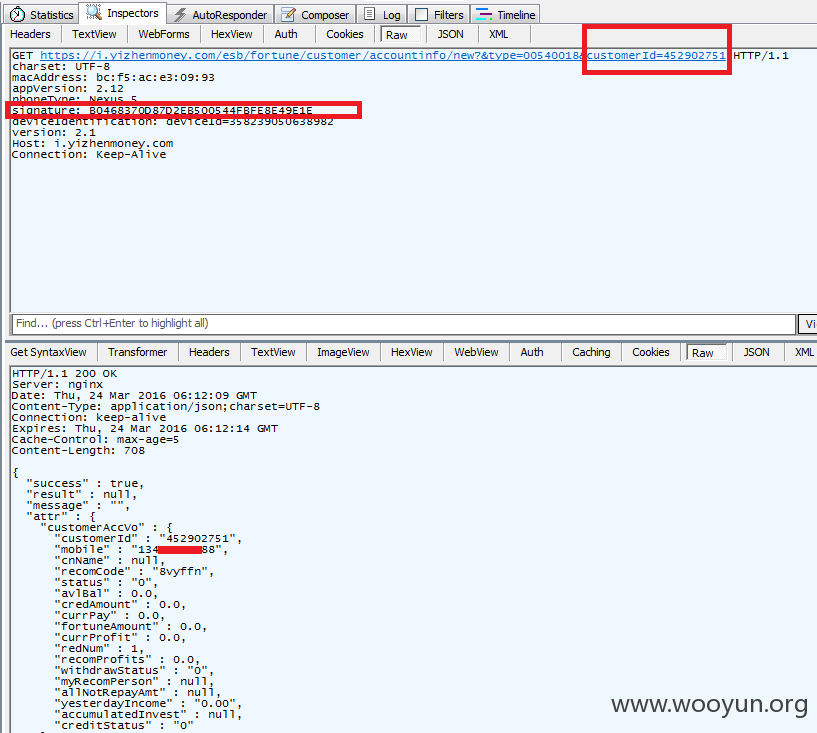 Statistics Inspectors AutoResponder Composer Log Filters Timeline
Headers TextView WebForms HexView Auth Cookies Raw JSON XML
GET https://i.yizhenmoney.com/esb/fortune/customer/accountinfo/new?&type=00540018&customerId=452902751 HTTP/1.1
charset: UTF-8
macAddress: bc:f5:ac:e3:09:93
appVersion: 2.12
phoneType: Nexus 5
signature: B0468370D87D2EB500544FBFE8E49E1E
deviceIdentification: deviceId=358239050638982
version: 2.1
Host: i.yizhenmoney.com
Connection: Keep-Alive
Find... (press Ctrl+Enter to highlight all)
Get SyntaxView Transformer Headers TextView ImageView HexView WebView Auth Caching Cookies Raw JSON XML
HTTP/1.1 200 OK
Server: nginx
Date: Thu, 24 Mar 2016 06:12:09 GMT
Content-Type: application/json;charset=UTF-8
Connection: keep-alive
Expires: Thu, 24 Mar 2016 06:12:14 GMT
Cache-Control: max-age=5
Content-Length: 708
{
"success" : true,
"result" : null,
"message" : "",
"attr" : {
"customerAccVo" : {
"customerId" : "452902751",
"mobile" : "134 88",
"cnName" : null,
"recomCode" : "8vyffn",
"status" : "0",
"avlBal" : 0.0,
"credAmount" : 0.0,
"currPay" : 0.0,
"fortuneAmount" : 0.0,
"currProfit" : 0.0,
"redNum" : 1,
"recomProfits" : 0.0,
"withdrawStatus" : "0",
"myRecomPerson" : null,
"allNotRepayAmt" : null,
"yesterdayIncome" : "0.00",
"accumulatedInvest" : null,
"creditStatus" : "0"
www.wooyun.org